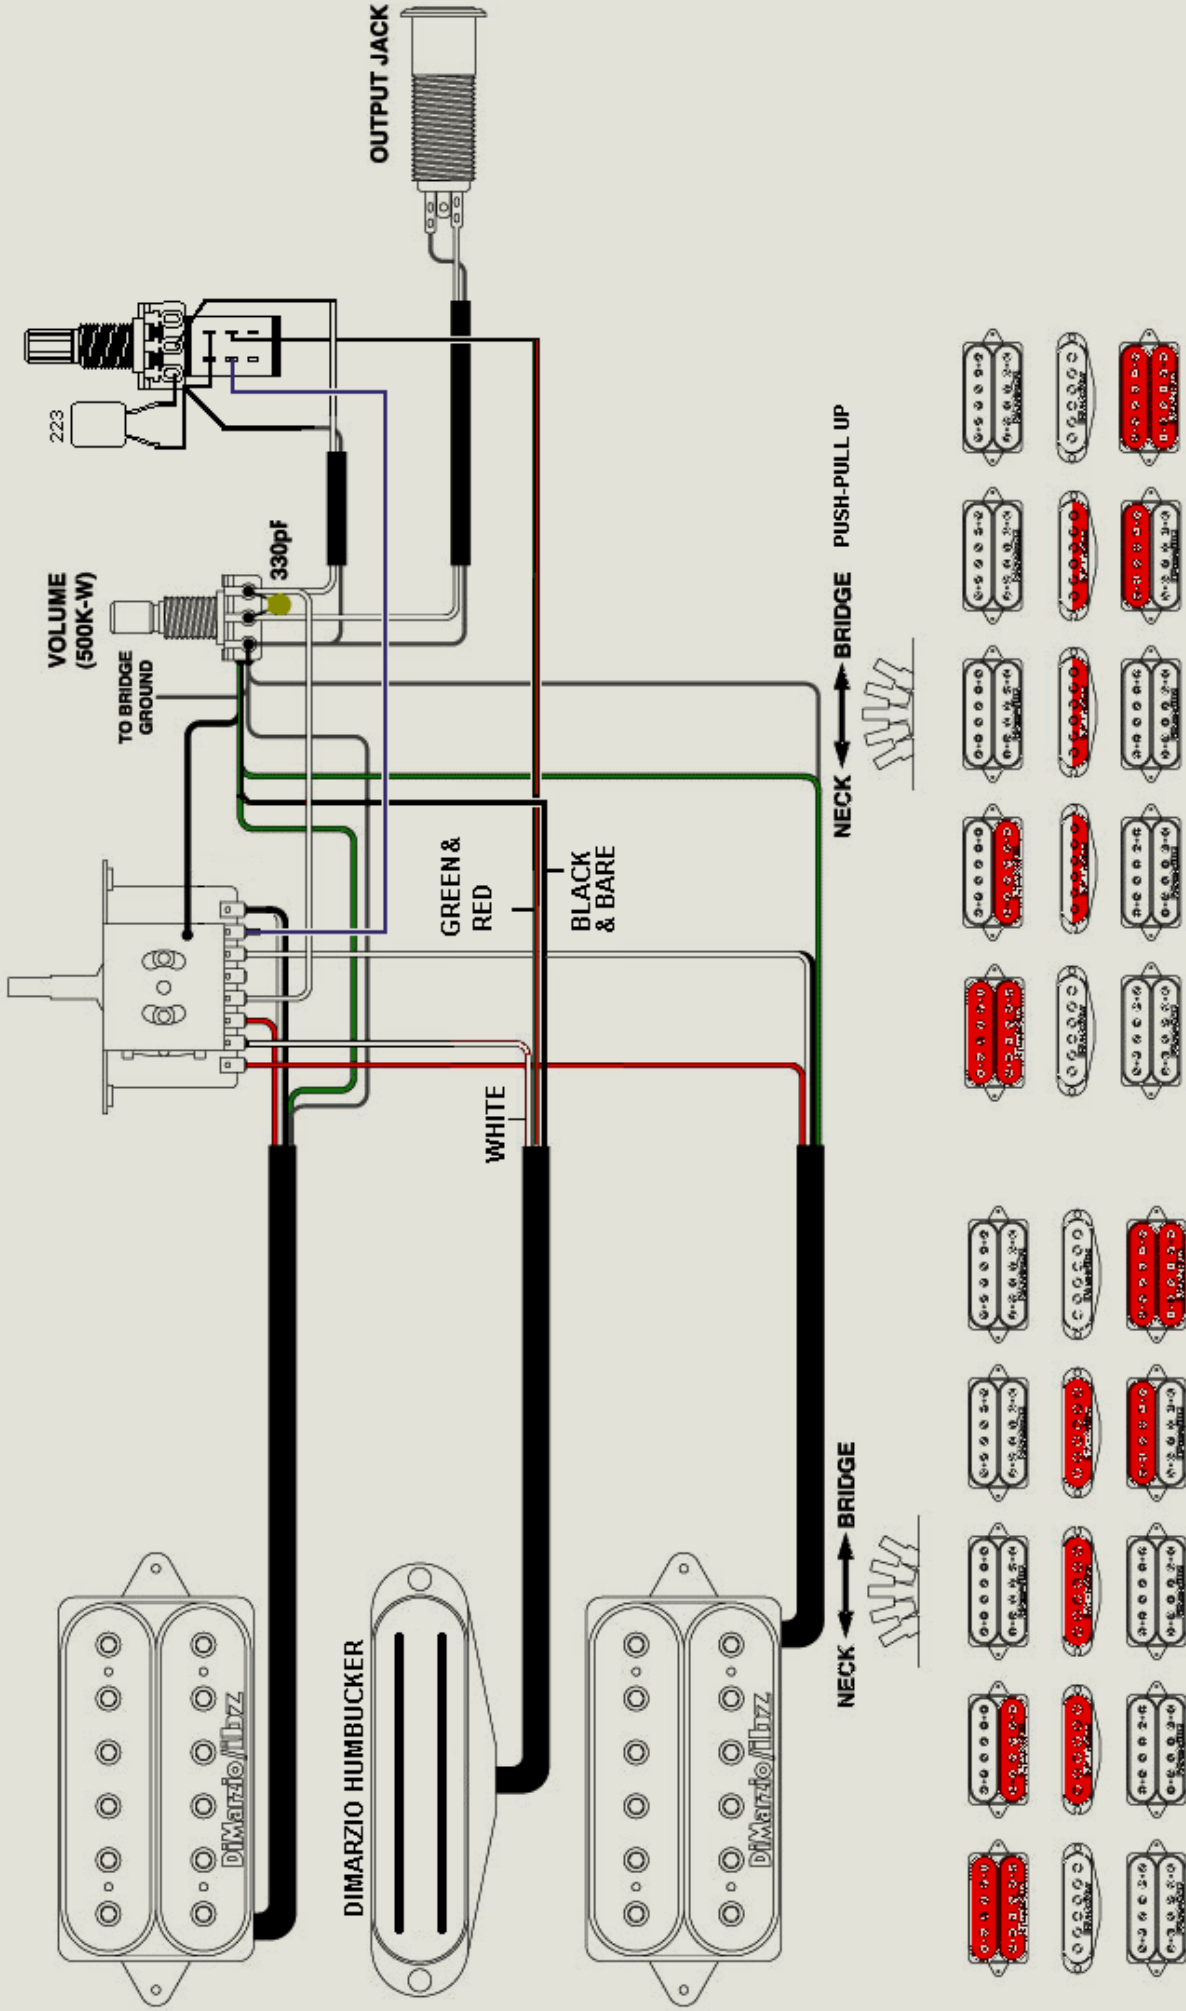 OUTPUT JACK
223
VOLUME
(500K-W)
330pF
TO BRIDGE
GROUND
GREEN &
RED
BLACK
& BARE
WHITE
DiMarzio/Ibz
DIMARZIO HUMBUCKER
DiMarzio/Ibz
NECK BRIDGE
NECK BRIDGE PUSH-PULL UP